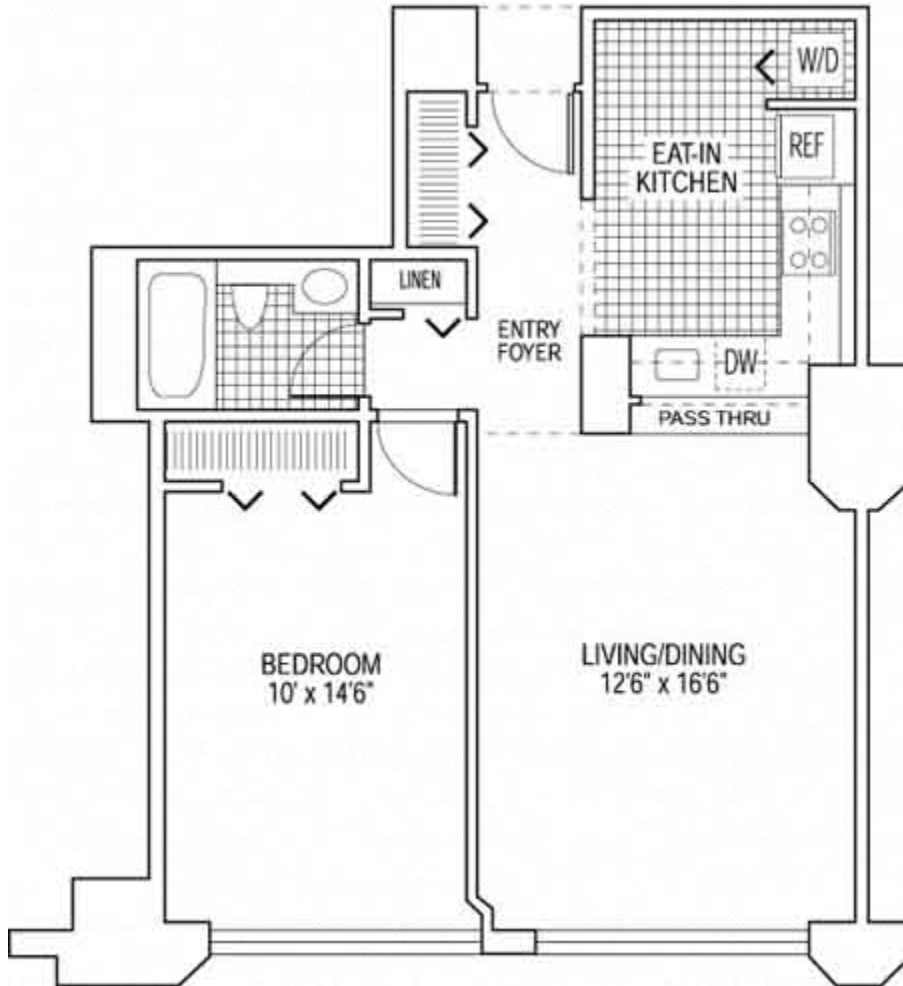 W/D
EAT-IN
KITCHEN
REF
LINEN
ENTRY
FOYER
DW
PASS THRU
BEDROOM
10' x 14'6"
LIVING/DINING
12'6" x 16'6"